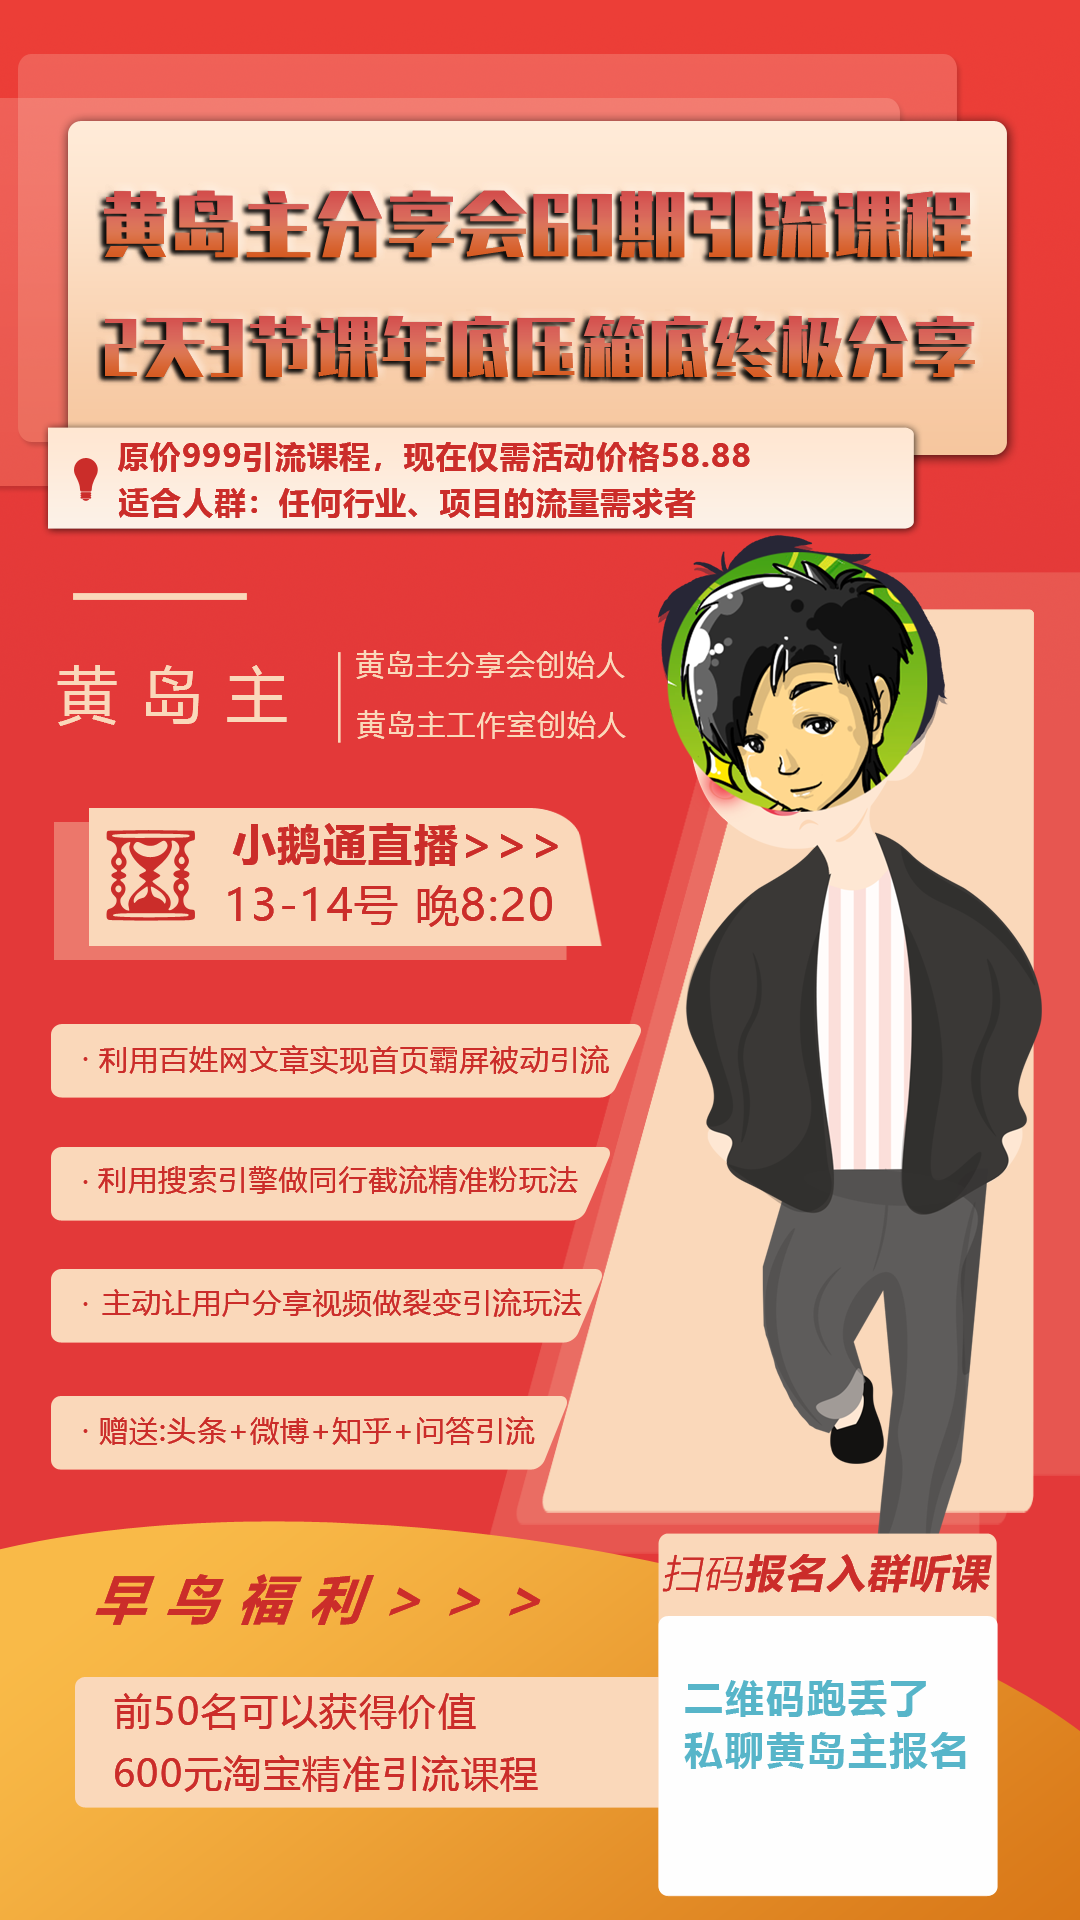 黄岛主分享会69期引流课程
2天3节课年底压箱底终极分享
原价999引流课程，现在仅需活动价格58.88
适合人群：任何行业、项目的流量需求者
黄岛主
黄岛主分享会创始人
黄岛主工作室创始人
小鹅通直播>>>
13-14号 晚8:20
· 利用百姓网文章实现首页霸屏被动引流
· 利用搜索引擎做同行截流精准粉玩法
· 主动让用户分享视频做裂变引流玩法
· 赠送:头条+微博+知乎+问答引流
早鸟福利>>>
前50名可以获得价值
600元淘宝精准引流课程
扫码报名入群听课
二维码跑丢了
私聊黄岛主报名